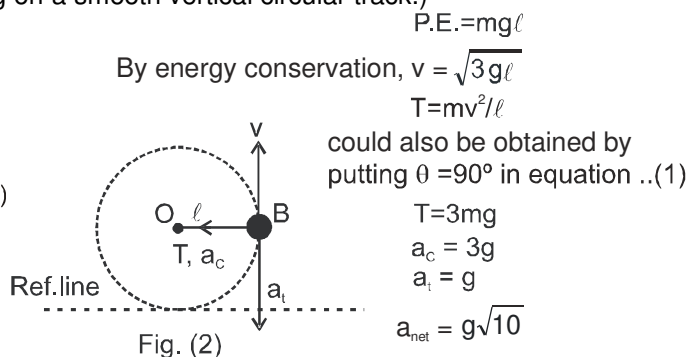 g on a smooth vertical circular track.)
P.E.=mgℓ
By energy conservation, v = √3gℓ
T=mv²/ℓ
could also be obtained by
putting θ =90º in equation ..(1)
T=3mg
a_c = 3g
a_t = g
a_net = g√10
)
v
O ℓ B
T, a_c
a_t
Ref.line
Fig. (2)